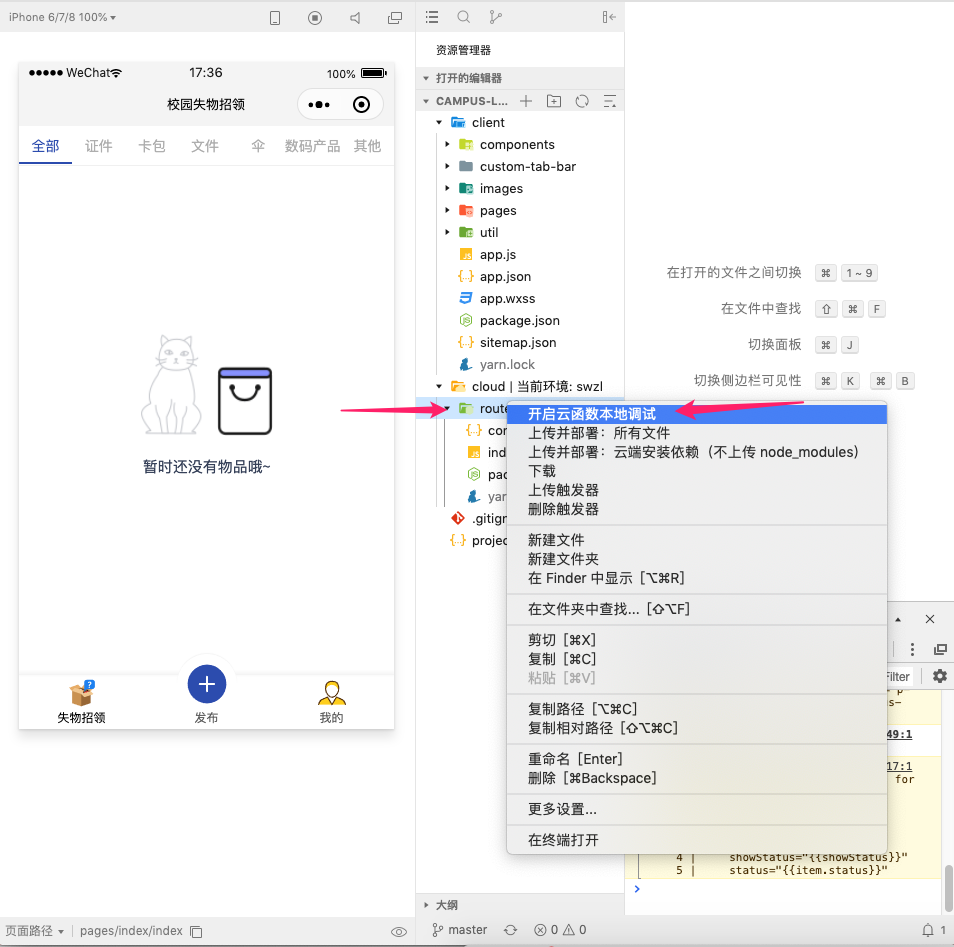 iPhone 6/7/8 100%
WeChat
17:36
100%
校园失物招领
全部 证件 卡包 文件 伞 数码产品 其他
暂时还没有物品哦~
?
失物招领
发布
我的
页面路径
pages/index/index
资源管理器
打开的编辑器
CAMPUS-L...
client
components
custom-tab-bar
images
pages
util
JS
app.js
{..}
app.json
app.wxss
package.json
{..}
sitemap.json
yarn.lock
cloud | 当前环境: swzl
route
{..}
con
JS
ind
pac
yar
.gitign
{..}
projec
大纲
master
0
0
在打开的文件之间切换 ⌘ 1 ~ 9
在文件中查找 ⇧ ⌘ F
切换面板 ⌘ J
切换侧边栏可见性 ⌘ K ⌘ B
开启云函数本地调试
上传并部署：所有文件
上传并部署：云端安装依赖（不上传 node_modules）
下载
上传触发器
删除触发器
新建文件
新建文件夹
在 Finder 中显示［⌥⌘R］
在文件夹中查找...［⇧⌥F］
剪切［⌘X］
复制［⌘C］
粘贴［⌘V］
复制路径［⌥⌘C］
复制相对路径［⇧⌥⌘C］
重命名［Enter］
删除［⌘Backspace］
更多设置...
在终端打开
Filter
s–
49:1
17:1
for
4 | showStatus="{{showStatus}}"
5 | status="{{item.status}}"
>
1